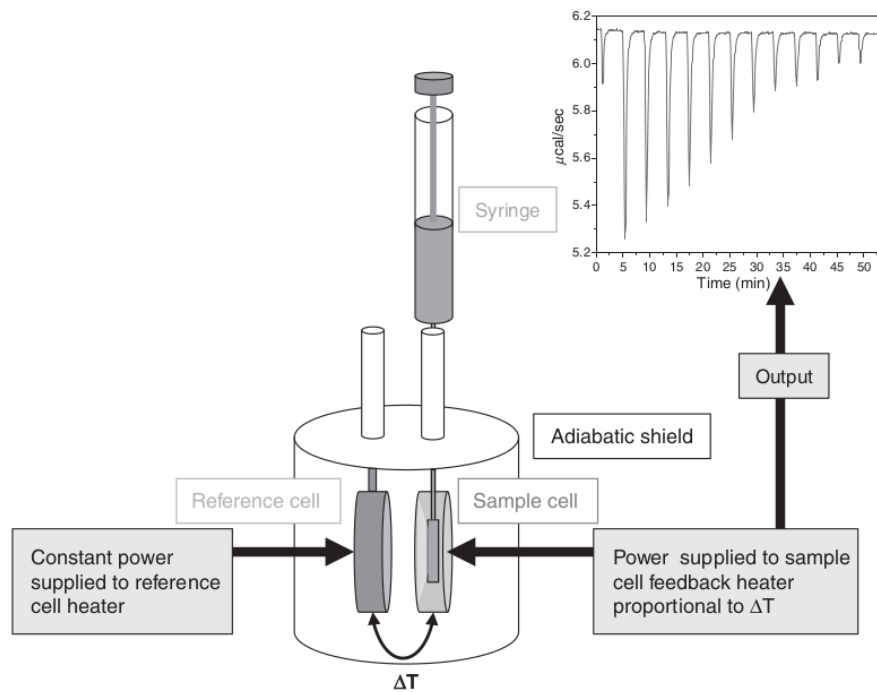 6.2
6.0
5.8
5.6
5.4
5.2
μcal/sec
0 5 10 15 20 25 30 35 40 45 50
Time (min)
Syringe
Output
Adiabatic shield
Reference cell
Sample cell
Constant power
supplied to reference
cell heater
Power supplied to sample
cell feedback heater
proportional to ΔT
ΔT